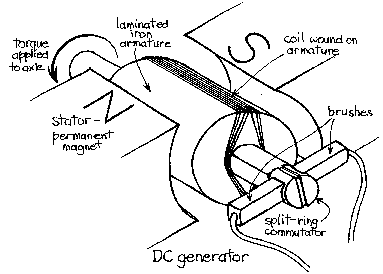 laminated
iron
armature
S
coil wound on
armature
torque
applied
to axle
N
stator -
permanent
magnet
brushes
split-ring
commutator
DC generator